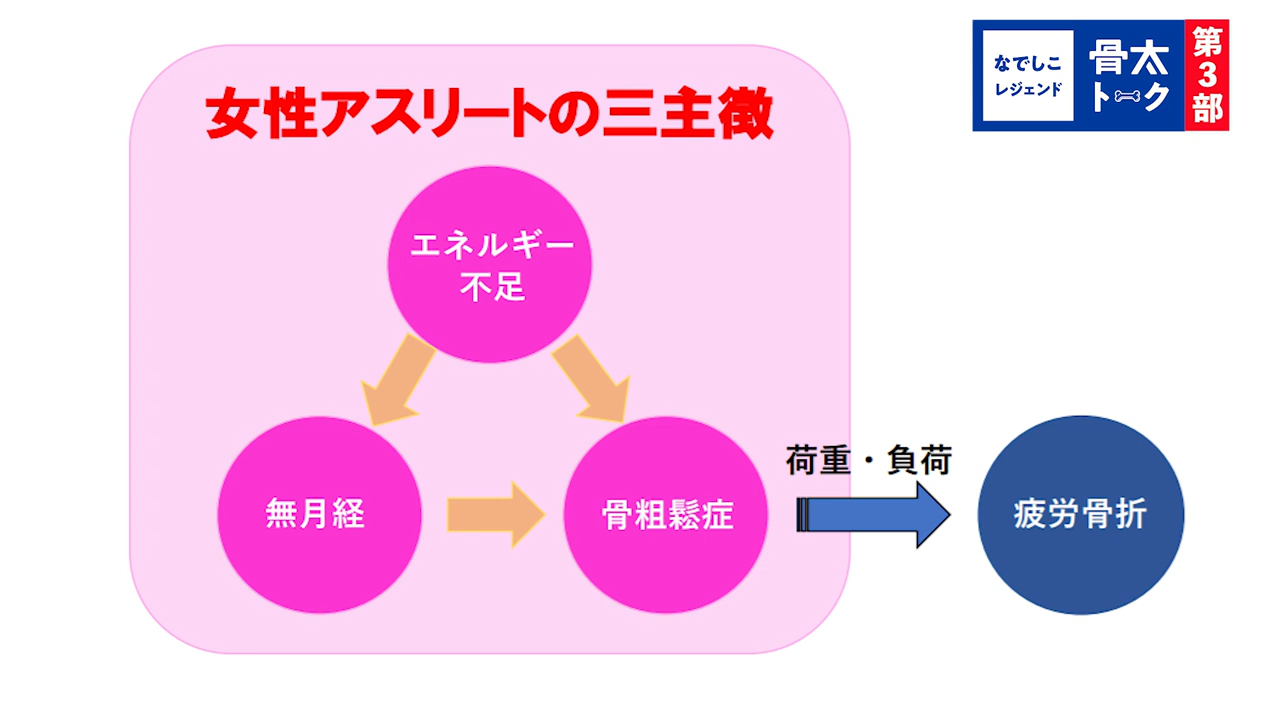 女性アスリートの三主徴
なでしこ
レジェンド
骨太
ト ク
第3部
エネルギー
不足
無月経
骨粗鬆症
荷重・負荷
疲労骨折